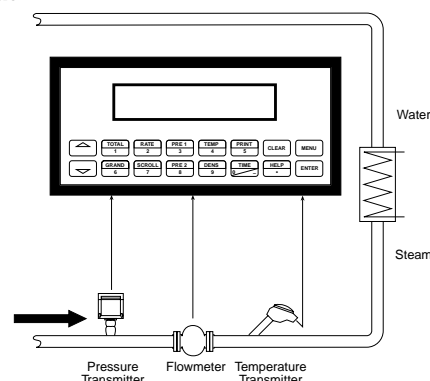 Water
TOTAL RATE PRE 1 TEMP PRINT CLEAR MENU
1 2 3 4 5
GRAND SCROLL PRE 2 DENS TIME HELP ENTER
6 7 8 9 0 – •
Steam
Pressure Flowmeter Temperature
Transmitter Transmitter